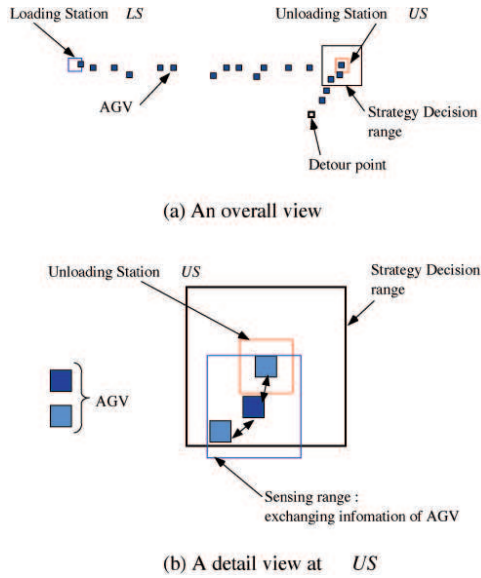 Loading Station LS
Unloading Station US
AGV
Strategy Decision
range
Detour point
(a) An overall view
Unloading Station US
Strategy Decision
range
AGV
Sensing range :
exchanging infomation of AGV
(b) A detail view at US